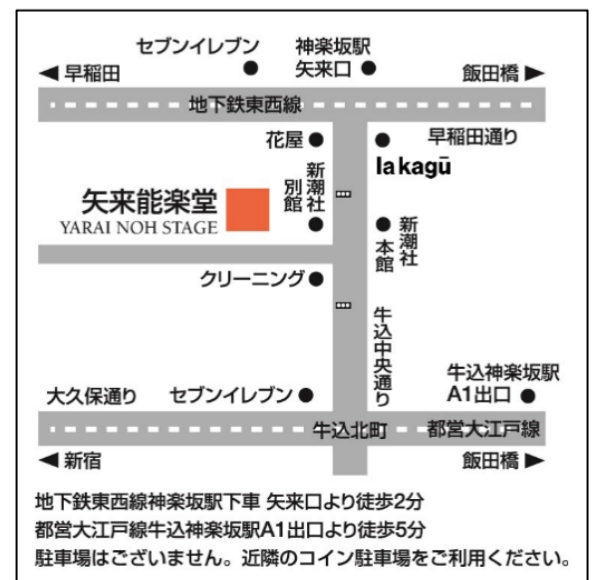 セブンイレブン
神楽坂駅
矢来口
◀早稲田
飯田橋▶
地下鉄東西線
花屋
早稲田通り
la kagū
新潮社
別館
矢来能楽堂
YARAI NOH STAGE
新潮社
本館
クリーニング
牛込中央通り
牛込神楽坂駅
A1出口
大久保通り
セブンイレブン
牛込北町
都営大江戸線
◀新宿
飯田橋▶
地下鉄東西線神楽坂駅下車 矢来口より徒歩2分
都営大江戸線牛込神楽坂駅A1出口より徒歩5分
駐車場はございません。近隣のコイン駐車場をご利用ください。